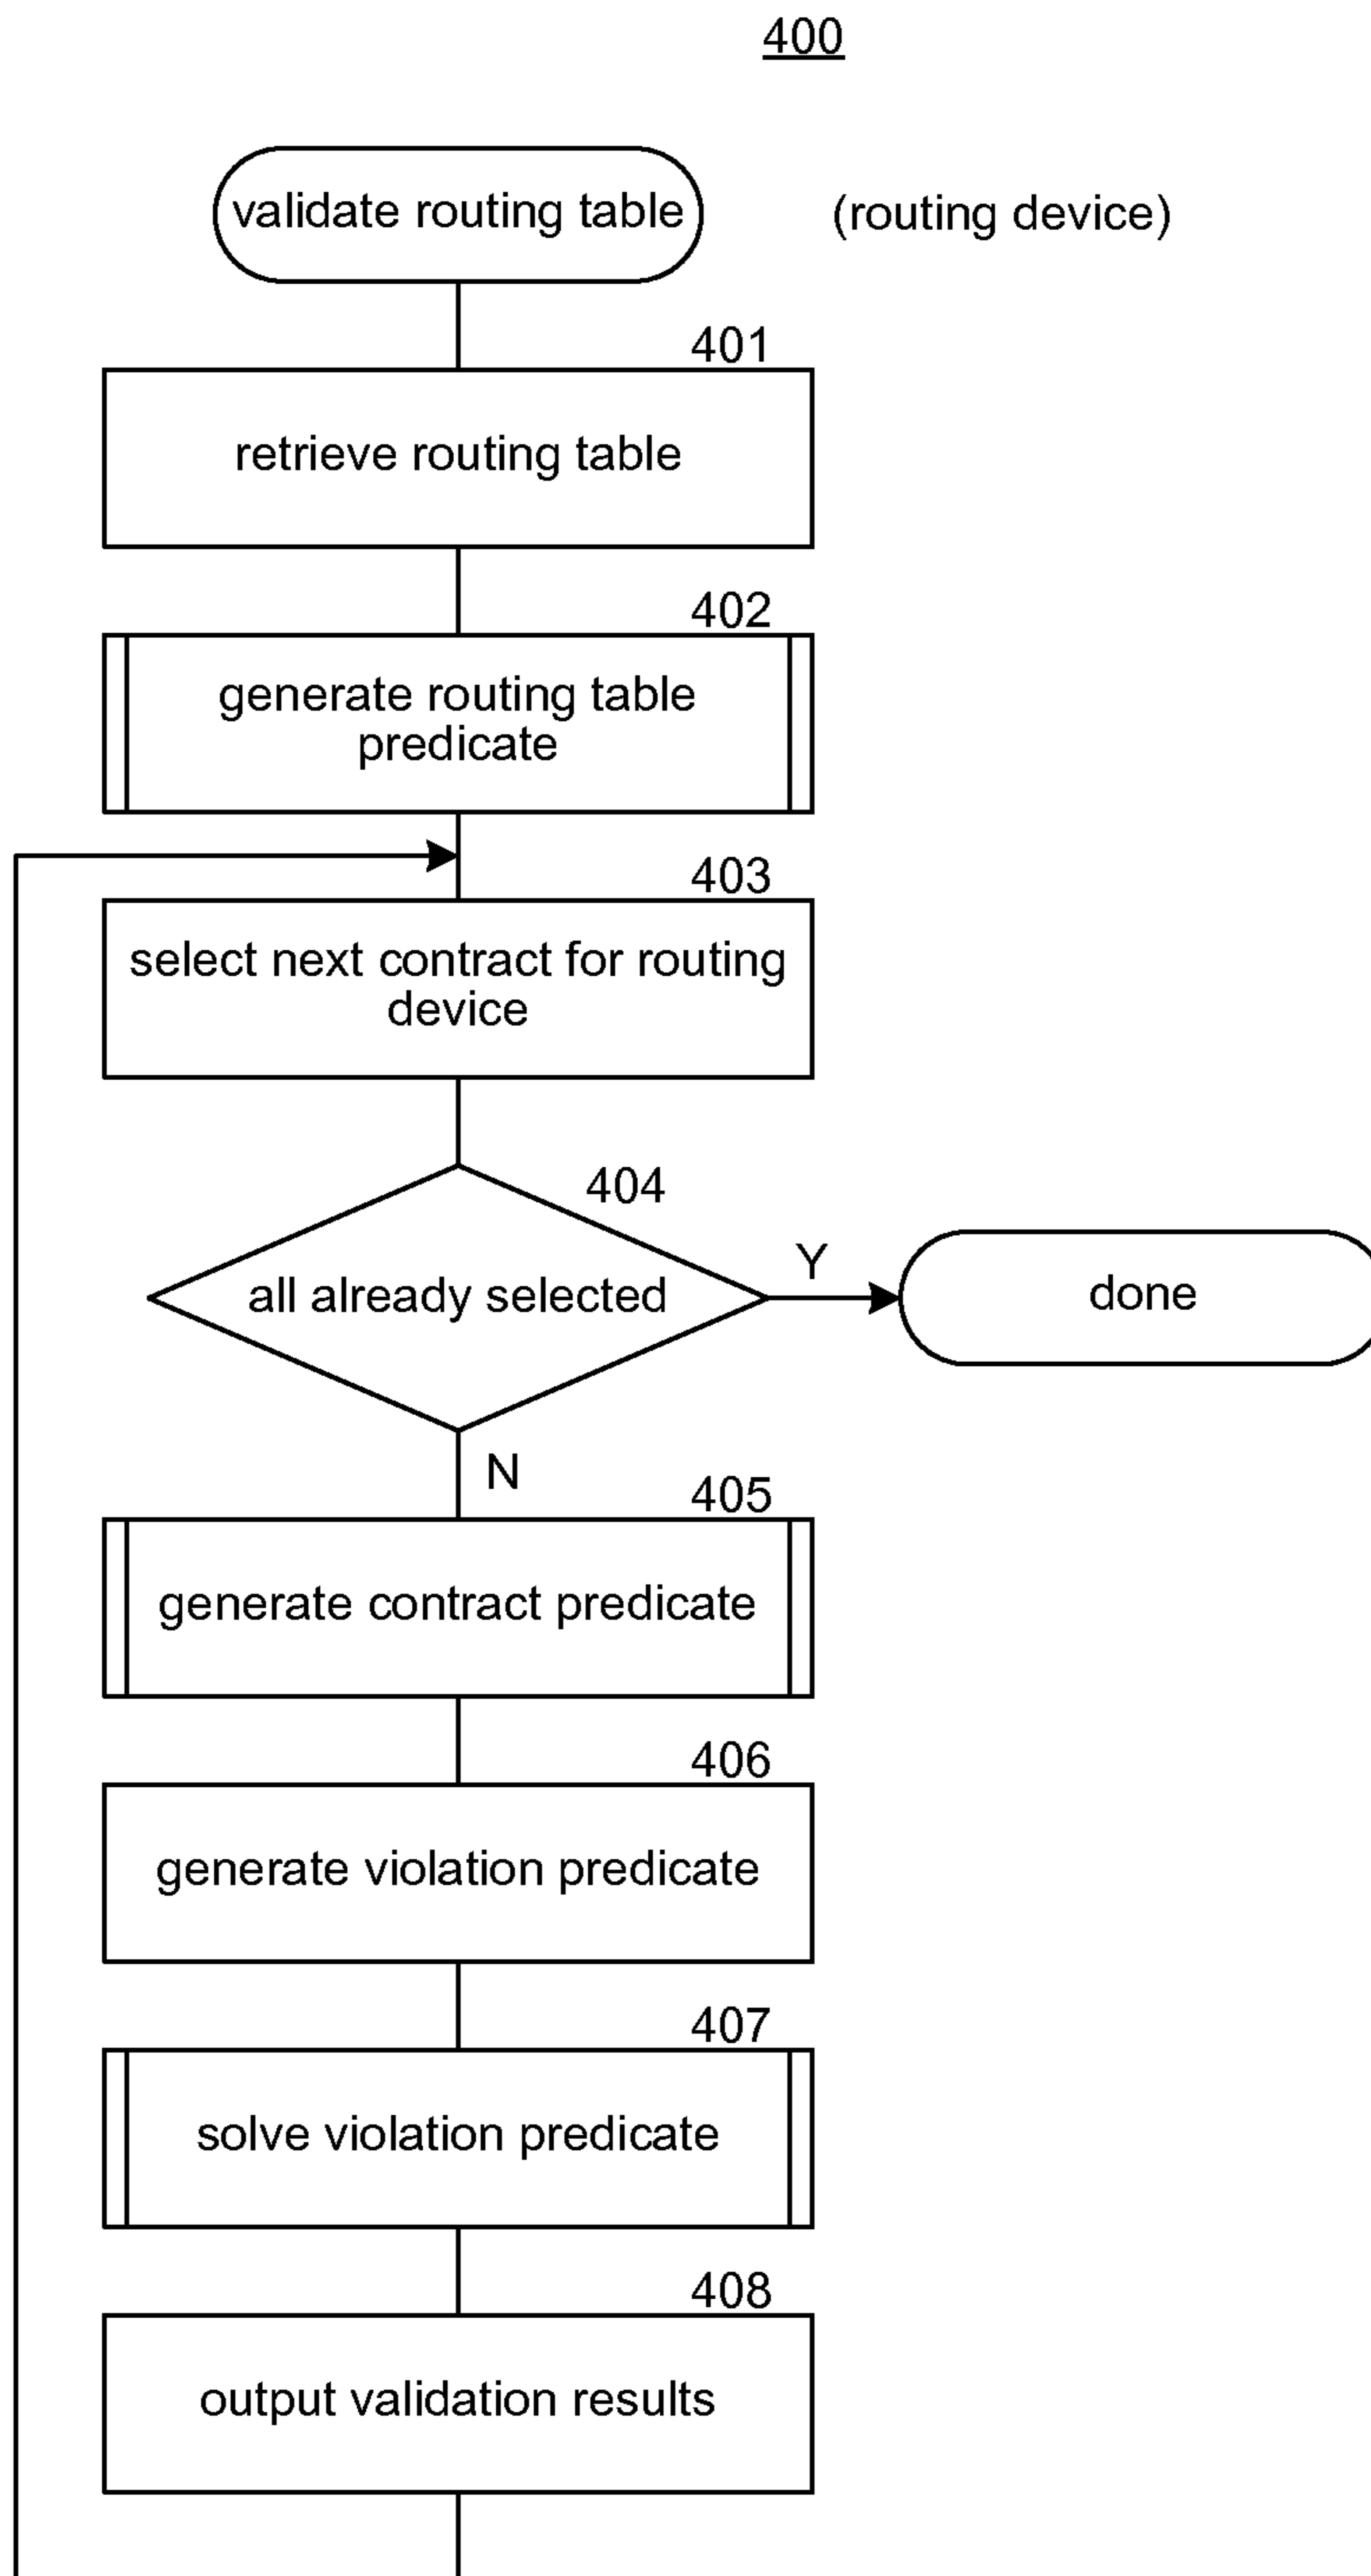 400
validate routing table
(routing device)
401
retrieve routing table
402
generate routing table
predicate
403
select next contract for routing
device
404
all already selected
Y
done
N
405
generate contract predicate
406
generate violation predicate
407
solve violation predicate
408
output validation results